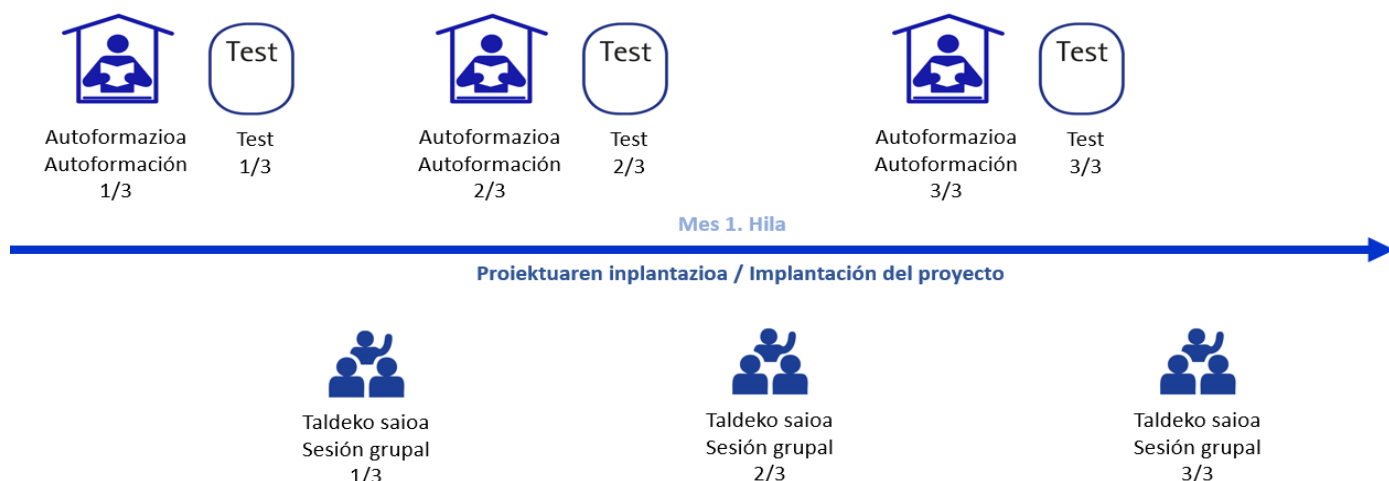 Test
Test
Test
Autoformazioa
Autoformación
1/3
Test
1/3
Autoformazioa
Autoformación
2/3
Test
2/3
Autoformazioa
Autoformación
3/3
Test
3/3
Mes 1. Hila
Proiektuaren inplantazioa / Implantación del proyecto
Taldeko saioa
Sesión grupal
1/3
Taldeko saioa
Sesión grupal
2/3
Taldeko saioa
Sesión grupal
3/3